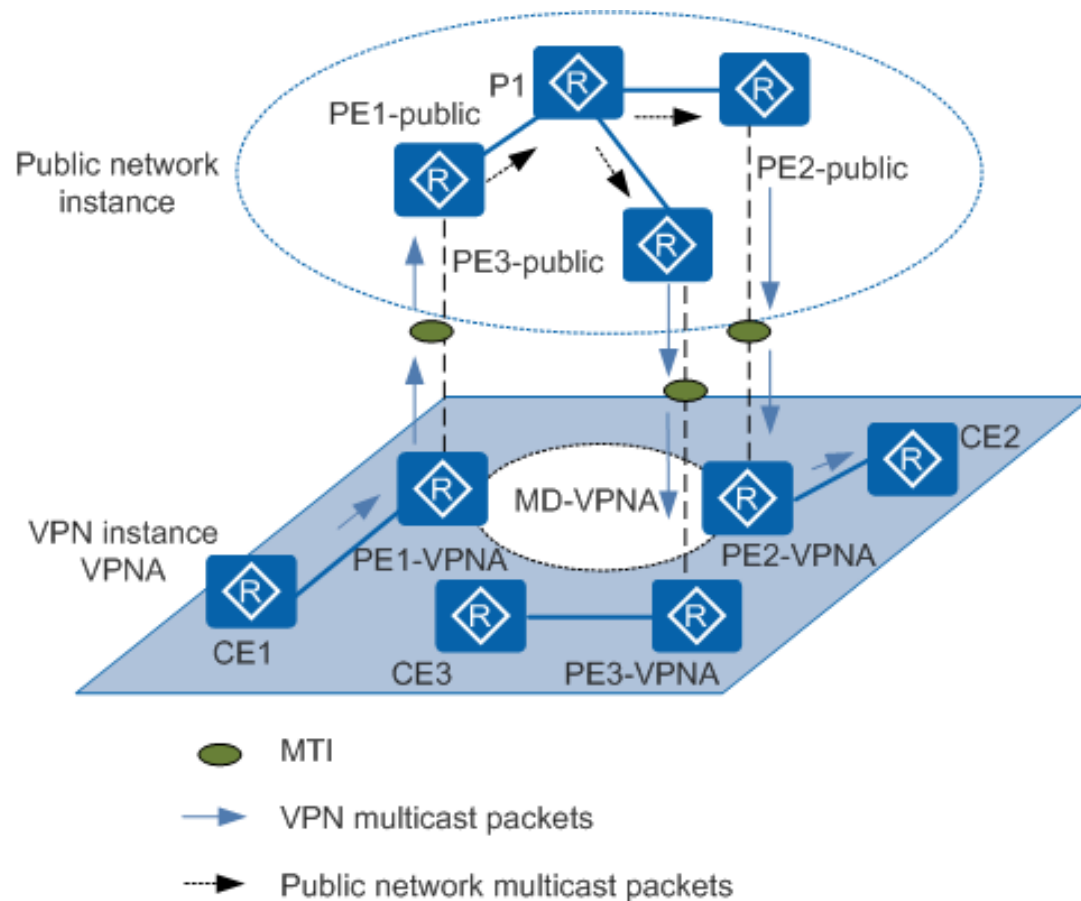 P1
R
R
PE1-public
R
Public network
instance
PE2-public
PE3-public
R
CE2
R
R
MD-VPNA
R
VPN instance
VPNA
PE1-VPNA
PE2-VPNA
R
CE1
R
R
CE3
PE3-VPNA
MTI
VPN multicast packets
Public network multicast packets